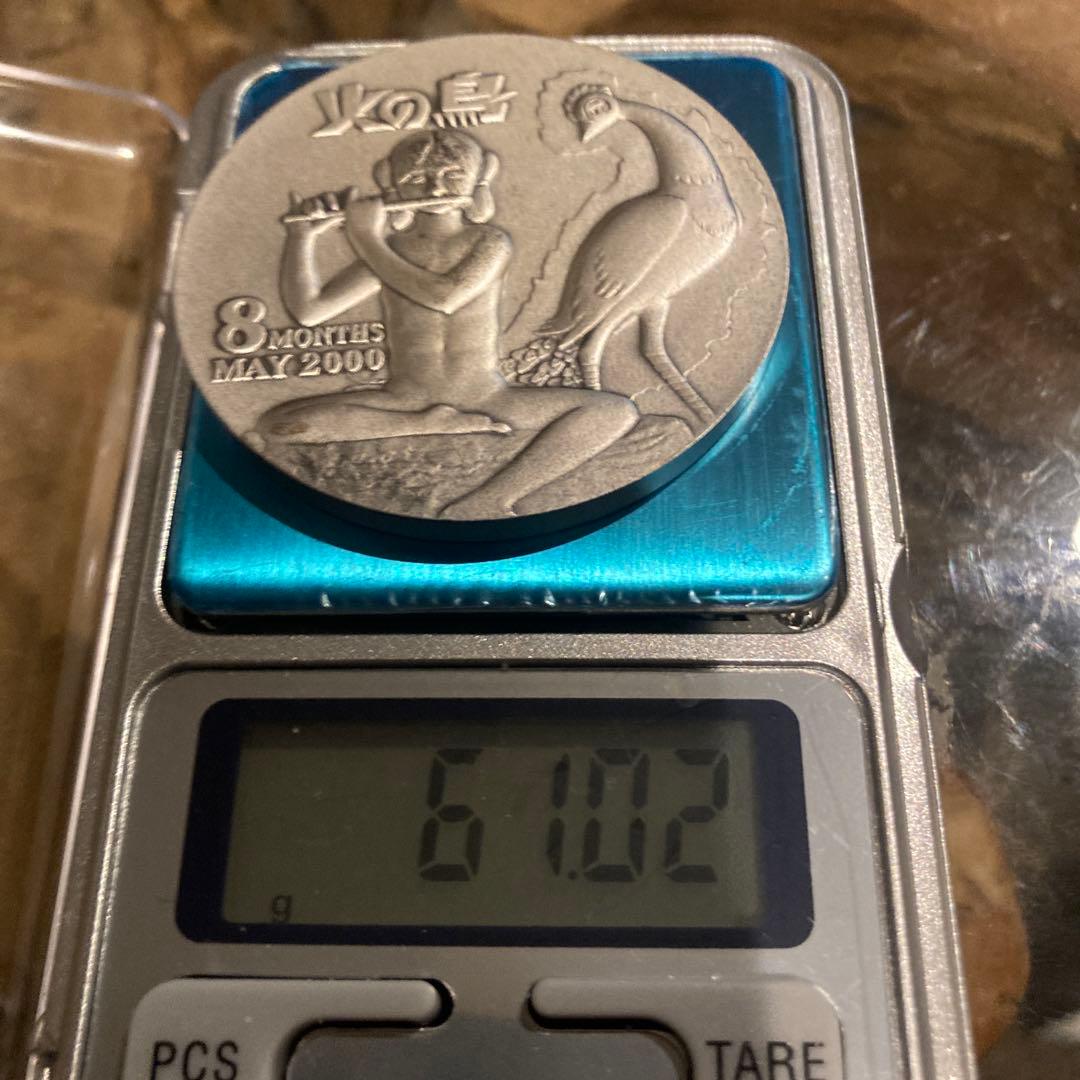 火の鳥
8 MONTHS
MAY 2000
61.02
g
PCS
TARE